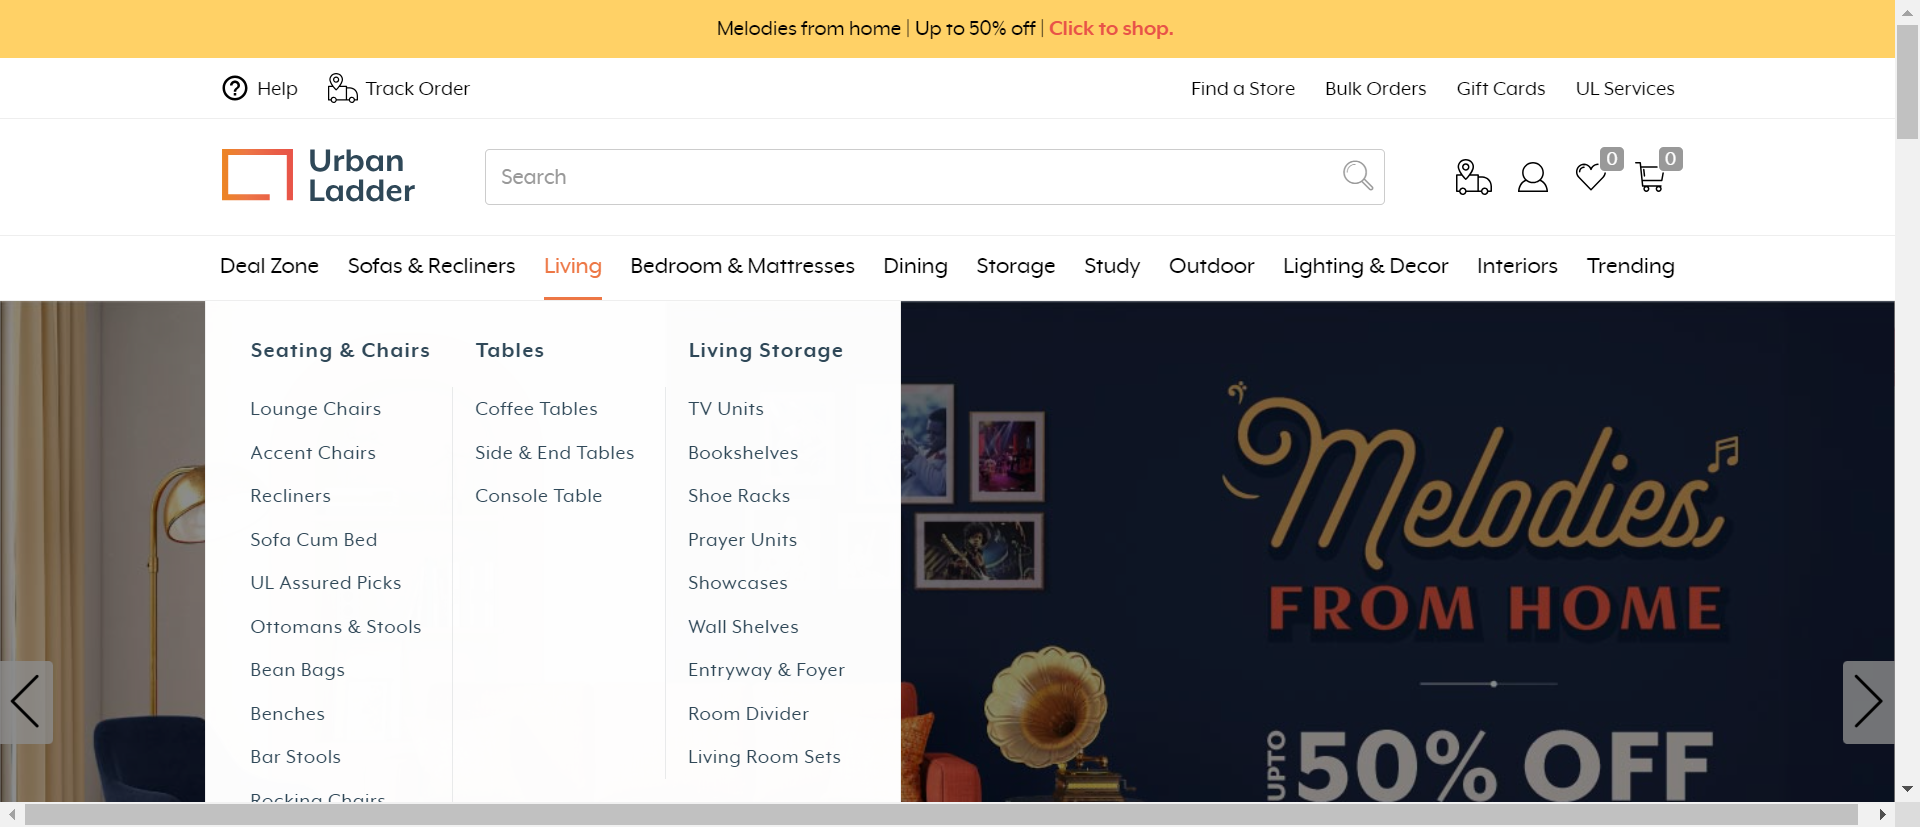 Melodies from home | Up to 50% off | Click to shop.
Help
Track Order
Find a Store
Bulk Orders
Gift Cards
UL Services
Urban
Ladder
Search
0
0
Deal Zone
Sofas & Recliners
Living
Bedroom & Mattresses
Dining
Storage
Study
Outdoor
Lighting & Decor
Interiors
Trending
Seating & Chairs
Lounge Chairs
Accent Chairs
Recliners
Sofa Cum Bed
UL Assured Picks
Ottomans & Stools
Bean Bags
Benches
Bar Stools
Rocking Chairs
Tables
Coffee Tables
Side & End Tables
Console Table
Living Storage
TV Units
Bookshelves
Shoe Racks
Prayer Units
Showcases
Wall Shelves
Entryway & Foyer
Room Divider
Living Room Sets
Melodies
FROM HOME
UPTO
50% OFF